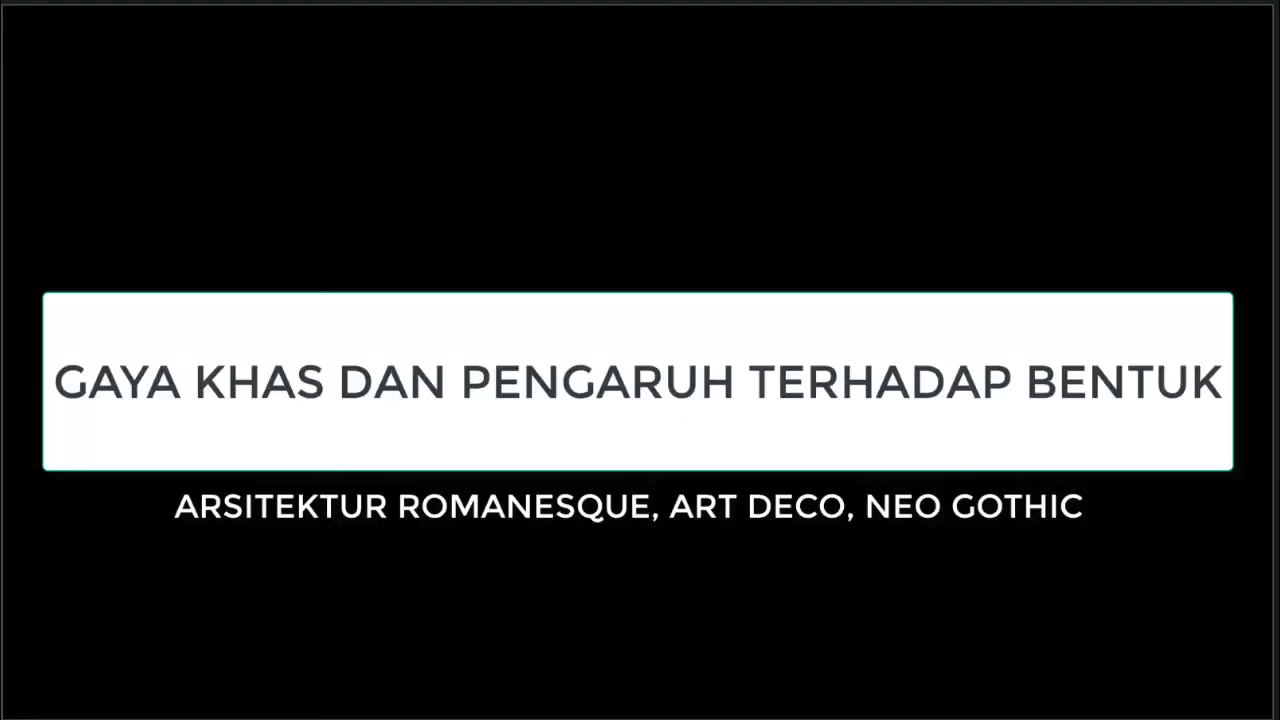 GAYA KHAS DAN PENGARUH TERHADAP BENTUK
ARSITEKTUR ROMANESQUE, ART DECO, NEO GOTHIC